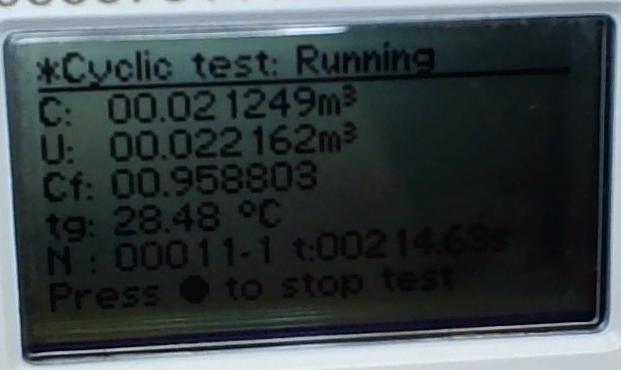 *Cyclic test: Running
C: 00.021249m³
U: 00.022162m³
Cf: 00.958803
tg: 28.48 °C
N : 00011-1 t:00214.68s
Press ● to stop test